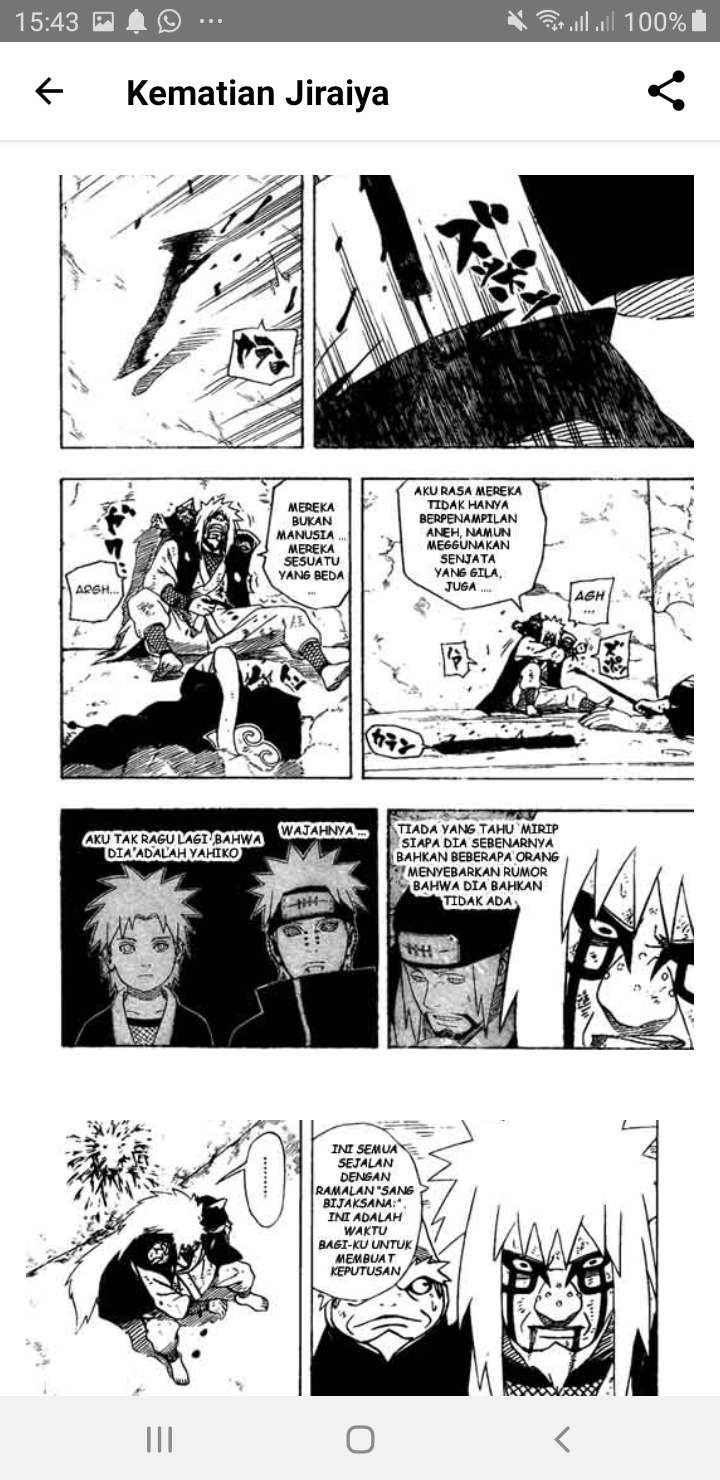 15:43
100%
Kematian Jiraiya
MEREKA
BUKAN
MANUSIA ...
MEREKA
SESUATU
YANG BEDA
...
ARGH...
AKU RASA MEREKA
TIDAK HANYA
BERPENAMPILAN
ANEH, NAMUN
MEGGUNAKAN
SENJATA
YANG GILA,
JUGA ....
AGH
...
カラン
AKU TAK RAGU LAGI, BAHWA
DIA ADALAH YAHIKO
WAJAHNYA ...
TIADA YANG TAHU MIRIP
SIAPA DIA SEBENARNYA
BAHKAN BEBERAPA ORANG
MENYEBARKAN RUMOR
BAHWA DIA BAHKAN
TIDAK ADA.
........
INI SEMUA
SEJALAN
DENGAN
RAMALAN "SANG
BIJAKSANA:".
INI ADALAH
WAKTU
BAGI-KU UNTUK
MEMBUAT
KEPUTUSAN